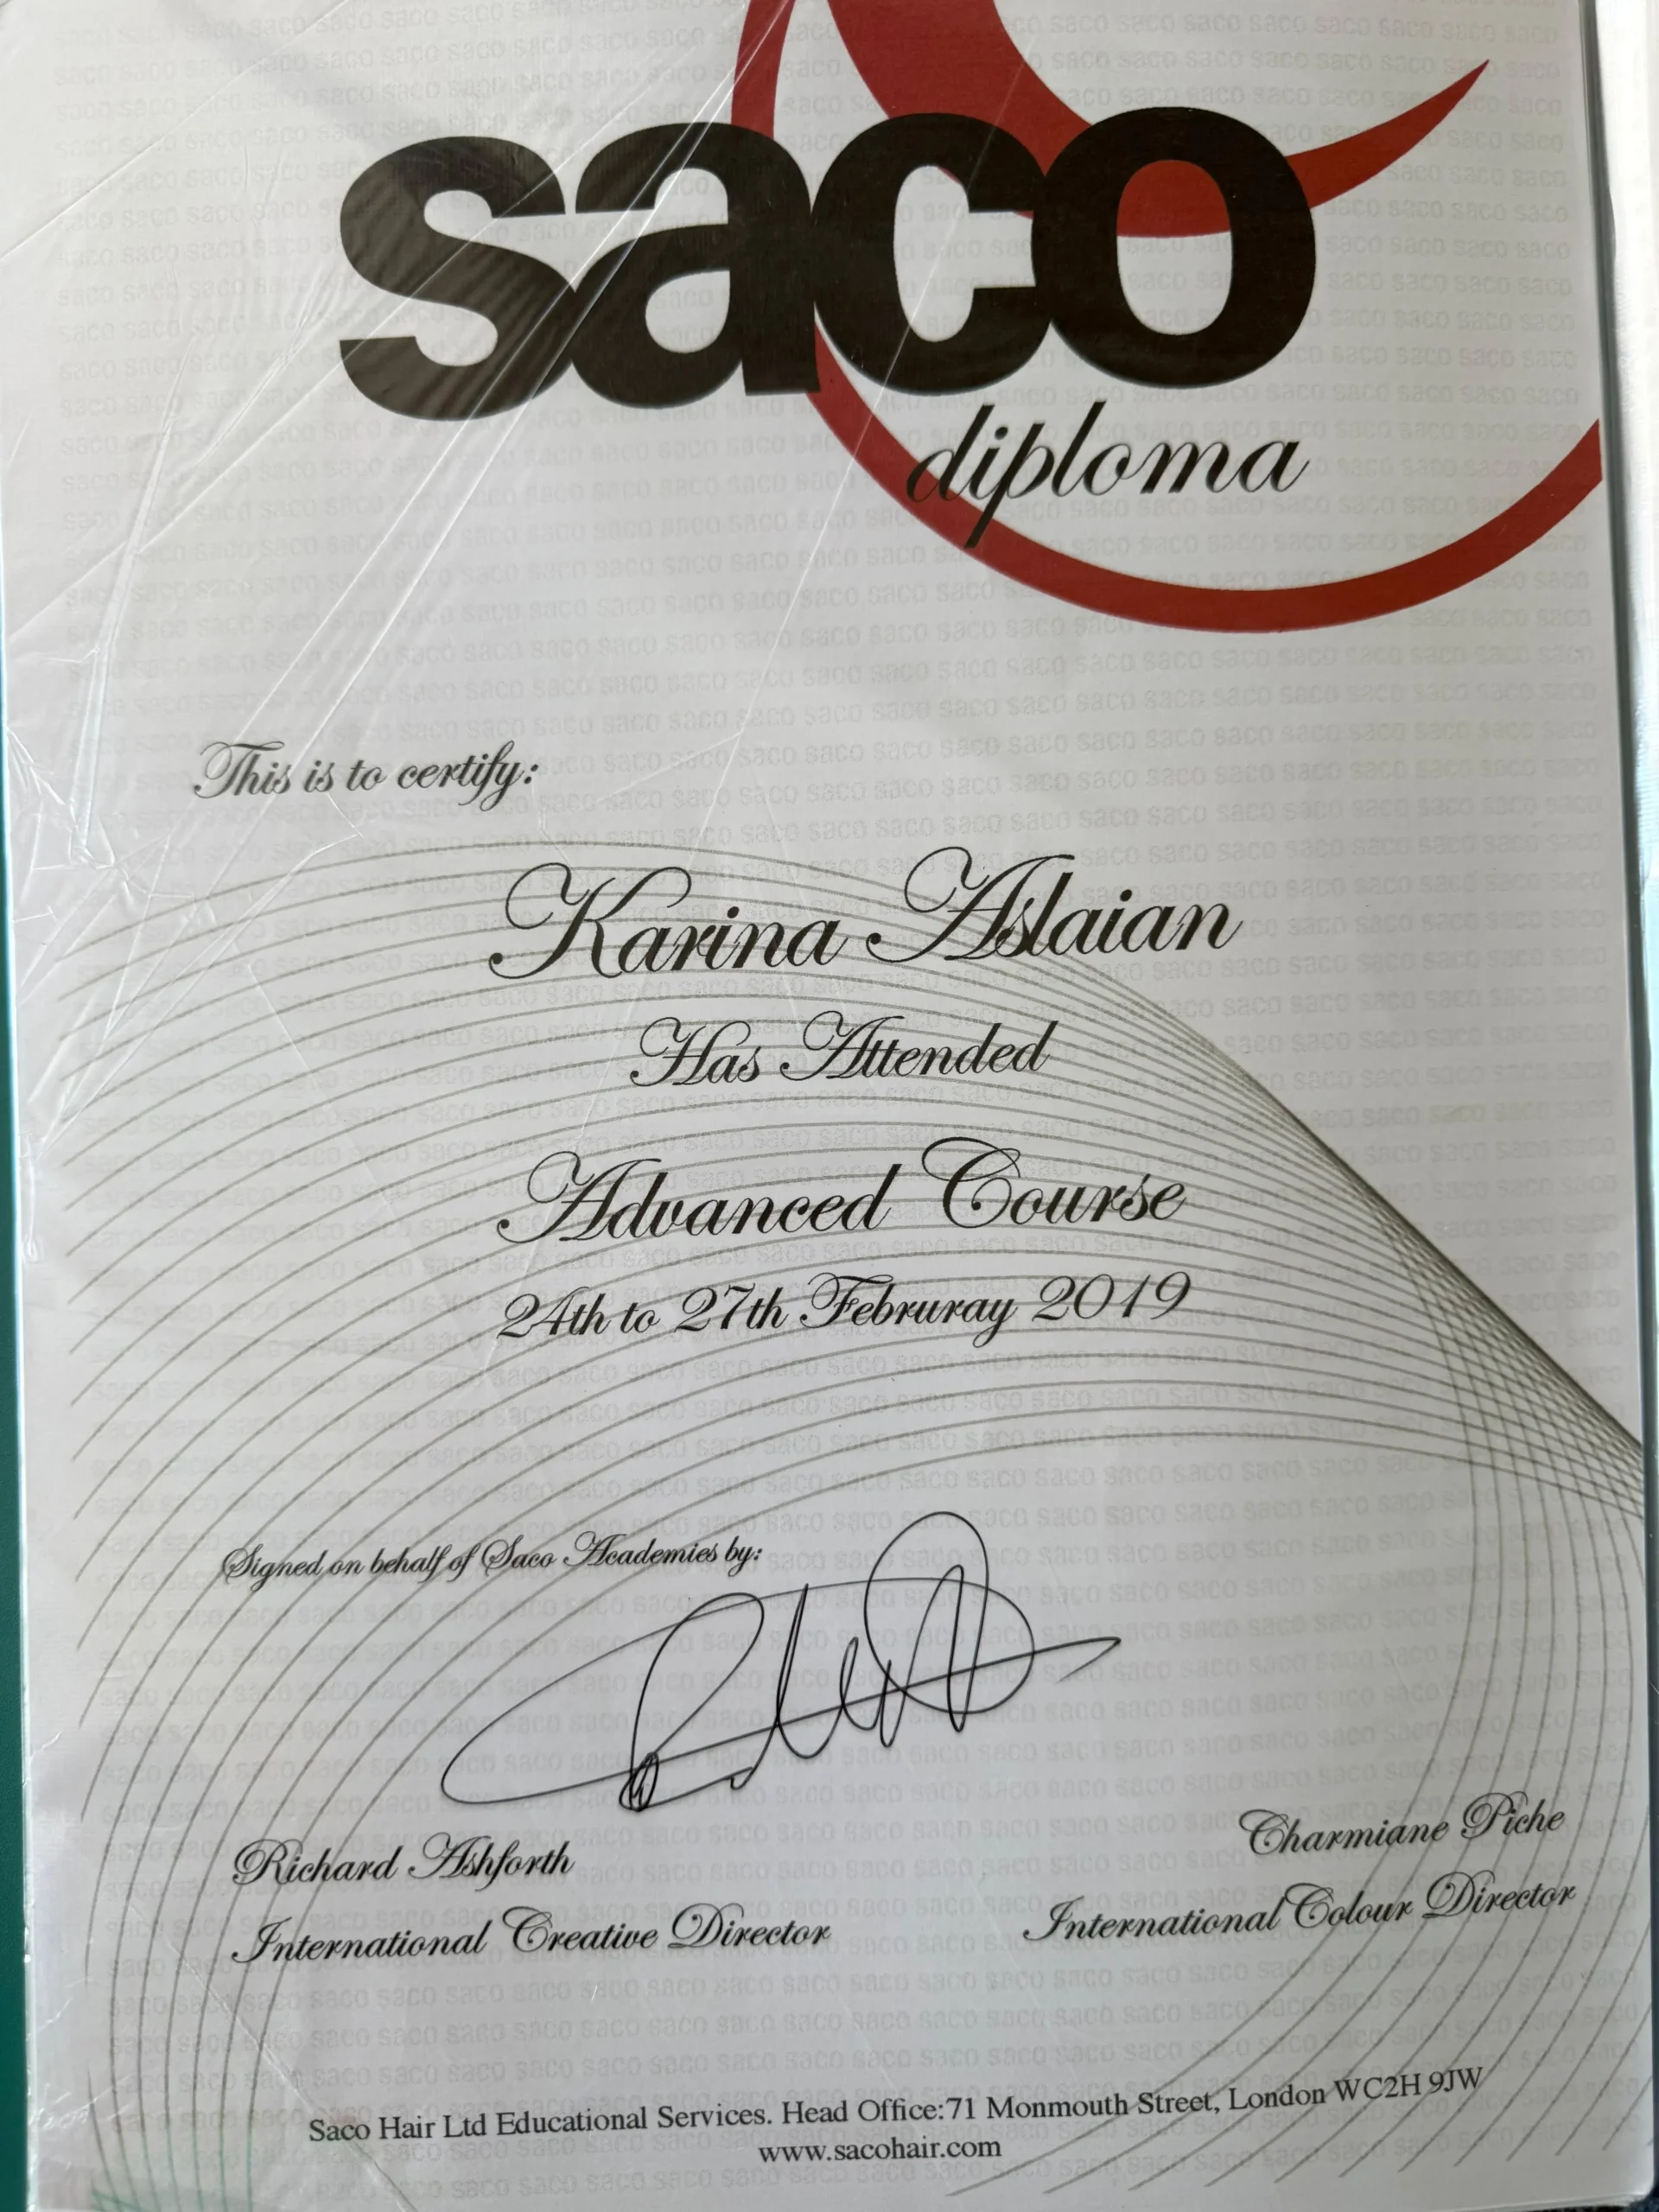 saco
diploma
This is to certify:
Karina Aslaian
Has Attended
Advanced Course
24th to 27th Februray 2019
Signed on behalf of Saco Academies by:
Richard Ashforth
Charmiane Piche
International Creative Director
International Colour Director
Saco Hair Ltd Educational Services. Head Office:71 Monmouth Street, London WC2H 9JW
www.sacohair.com